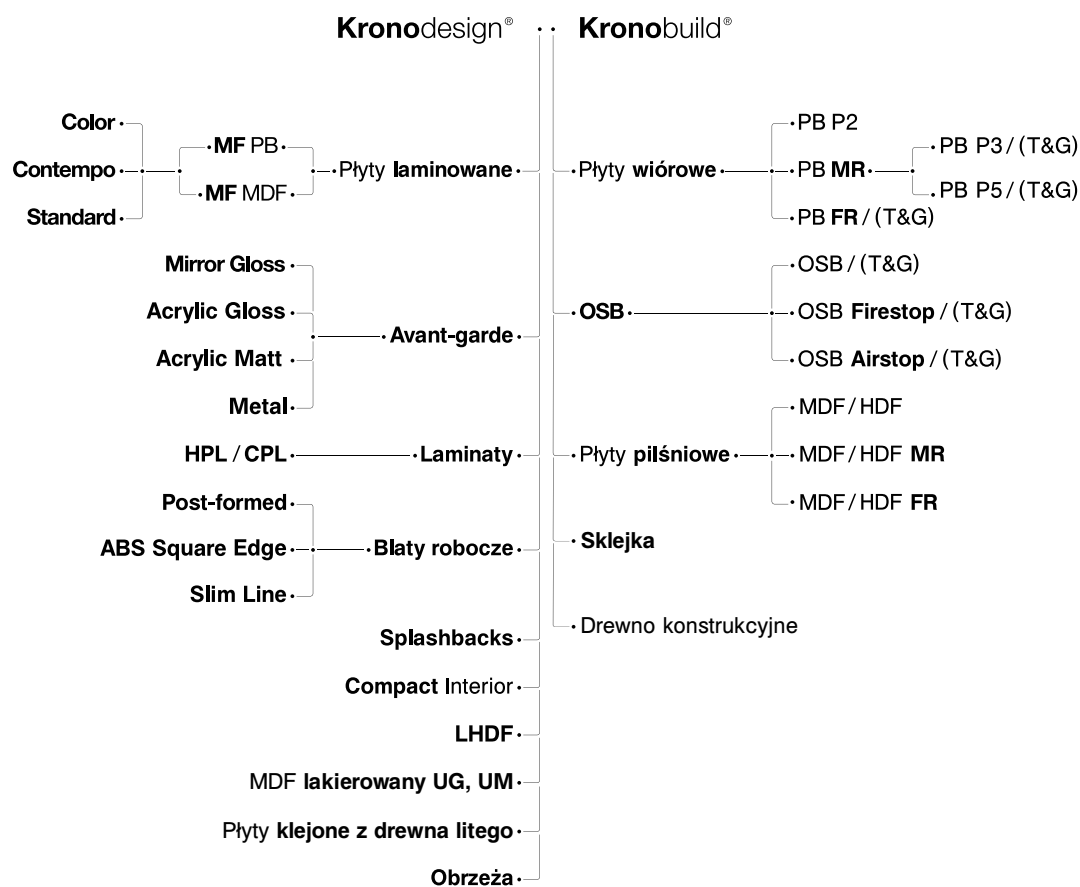 Kronodesign®
Kronobuild®
Color
Contempo
Standard
MF PB
MF MDF
Płyty laminowane
Mirror Gloss
Acrylic Gloss
Acrylic Matt
Metal
Avant-garde
HPL / CPL
Laminaty
Post-formed
ABS Square Edge
Slim Line
Blaty robocze
Splashbacks
Compact Interior
LHDF
MDF lakierowany UG, UM
Płyty klejone z drewna litego
Obrzeża
Płyty wiórowe
PB P2
PB MR
PB P3 / (T&G)
PB P5 / (T&G)
PB FR / (T&G)
OSB
OSB / (T&G)
OSB Firestop / (T&G)
OSB Airstop / (T&G)
Płyty pilśniowe
MDF / HDF
MDF / HDF MR
MDF / HDF FR
Sklejka
Drewno konstrukcyjne